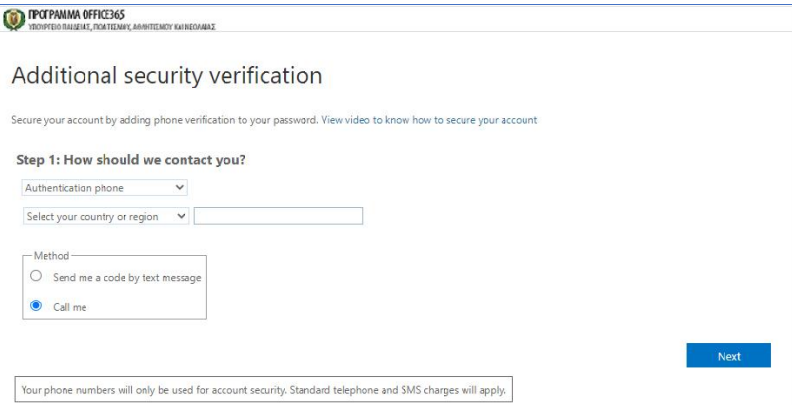 ΠΡΟΓΡΑΜΜΑ OFFICE365
ΥΠΟΥΡΓΕΙΟ ΠΑΙΔΕΙΑΣ, ΠΟΛΙΤΙΣΜΟΥ, ΑΘΛΗΤΙΣΜΟΥ ΚΑΙ ΝΕΟΛΑΙΑΣ
Additional security verification
Secure your account by adding phone verification to your password. View video to know how to secure your account
Step 1: How should we contact you?
Authentication phone
Select your country or region
Method
Send me a code by text message
Call me
Next
Your phone numbers will only be used for account security. Standard telephone and SMS charges will apply.